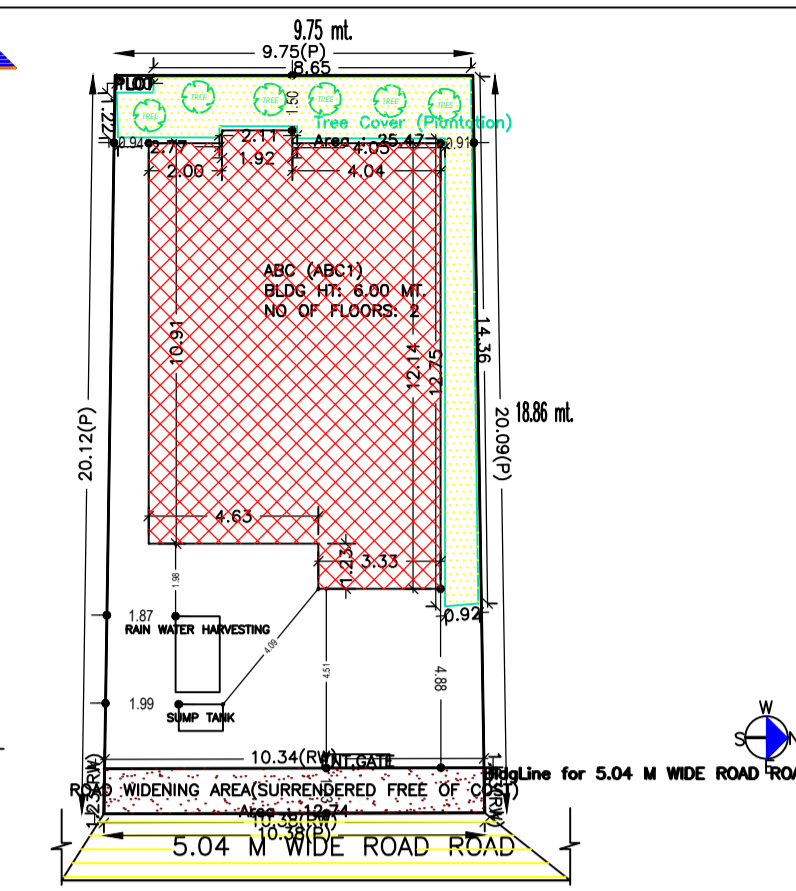 9.75 mt.
9.75(P)
8.65
PLOT
TREE
TREE
TREE
TREE
TREE
TREE
1.50
1.22
Tree Cover (Plantation)
Area : 25.47
0.94
2.77
2.11
4.05
0.91
2.00
1.92
4.04
ABC (ABC1)
BLDG HT: 6.00 MT.
NO OF FLOORS: 2
10.91
12.14
12.75
14.36
20.12(P)
20.09(P)
18.86 mt.
4.63
1.23
3.33
1.98
0.92
1.87
RAIN WATER HARVESTING
4.09
4.51
4.88
1.99
SUMP TANK
W
S
N
E
10.34(RW)
ENT.GATE
BldgLine for 5.04 M WIDE ROAD
1.23(RW)
ROAD WIDENING AREA(SURRENDERED FREE OF COST)
10.38(P)
5.04 M WIDE ROAD ROAD